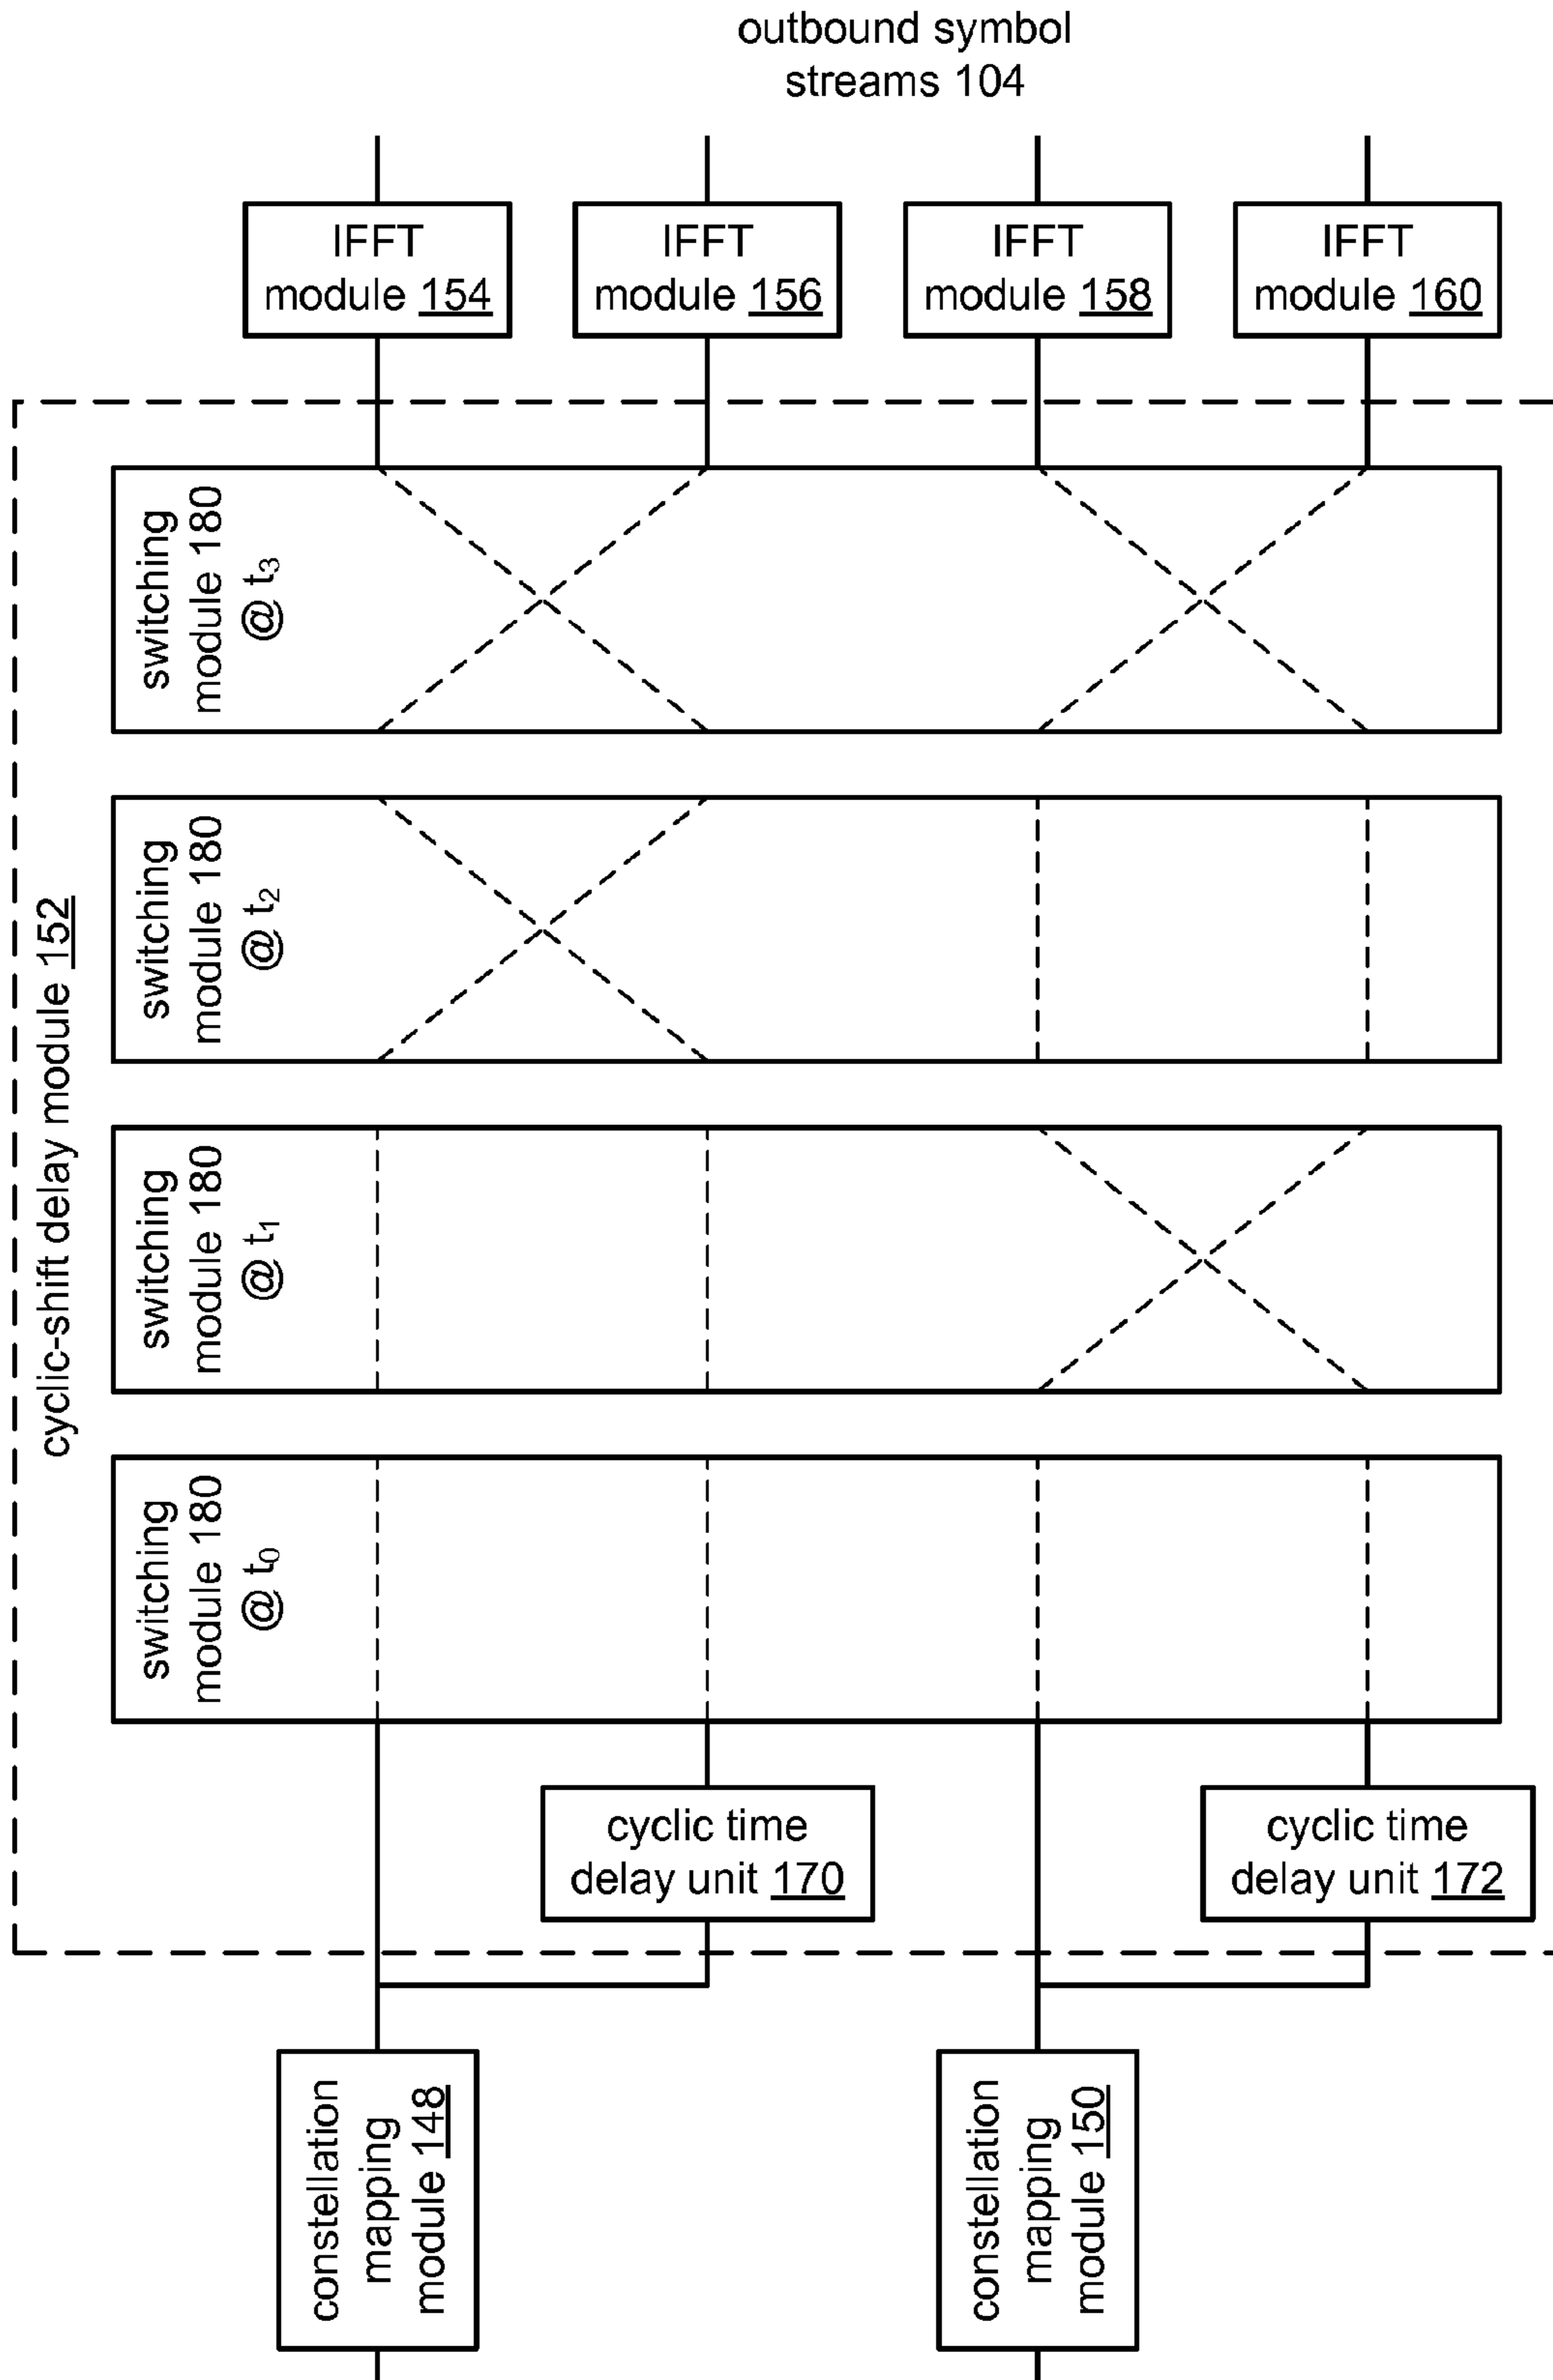 outbound symbol
streams 104
IFFT
module 154
IFFT
module 156
IFFT
module 158
IFFT
module 160
cyclic-shift delay module 152
switching
module 180
@ t₃
switching
module 180
@ t₂
switching
module 180
@ t₁
switching
module 180
@ t₀
cyclic time
delay unit 170
cyclic time
delay unit 172
constellation
mapping
module 148
constellation
mapping
module 150